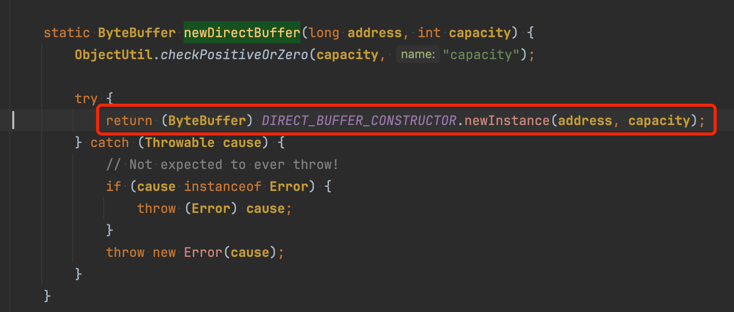 static ByteBuffer newDirectBuffer(long address, int capacity) {
ObjectUtil.checkPositiveOrZero(capacity, name: "capacity");
try {
return (ByteBuffer) DIRECT_BUFFER_CONSTRUCTOR.newInstance(address, capacity);
} catch (Throwable cause) {
// Not expected to ever throw!
if (cause instanceof Error) {
throw (Error) cause;
}
throw new Error(cause);
}
}